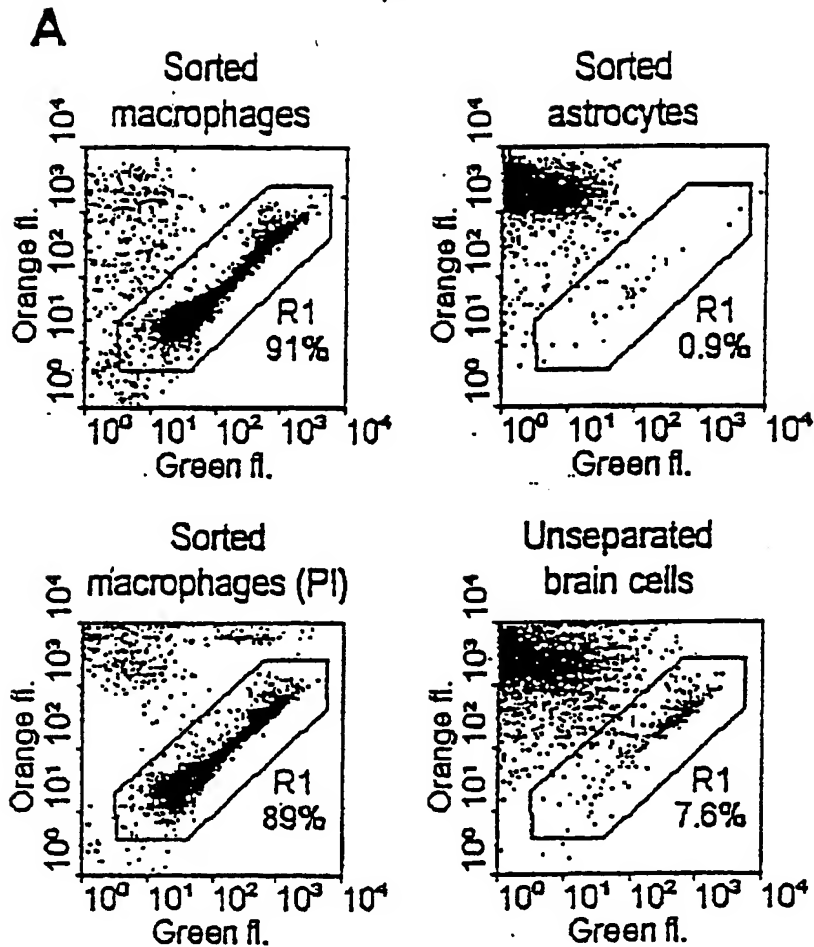 A
Sorted
macrophages
Orange fl.
10⁰ 10¹ 10² 10³ 10⁴
R1
91%
10⁰ 10¹ 10² 10³ 10⁴
Green fl.
Sorted
astrocytes
Orange fl.
10⁰ 10¹ 10² 10³ 10⁴
R1
0.9%
10⁰ 10¹ 10² 10³ 10⁴
Green fl.
Sorted
macrophages (PI)
Orange fl.
10⁰ 10¹ 10² 10³ 10⁴
R1
89%
10⁰ 10¹ 10² 10³ 10⁴
Green fl.
Unseparated
brain cells
Orange fl.
10⁰ 10¹ 10² 10³ 10⁴
R1
7.6%
10⁰ 10¹ 10² 10³ 10⁴
Green fl.